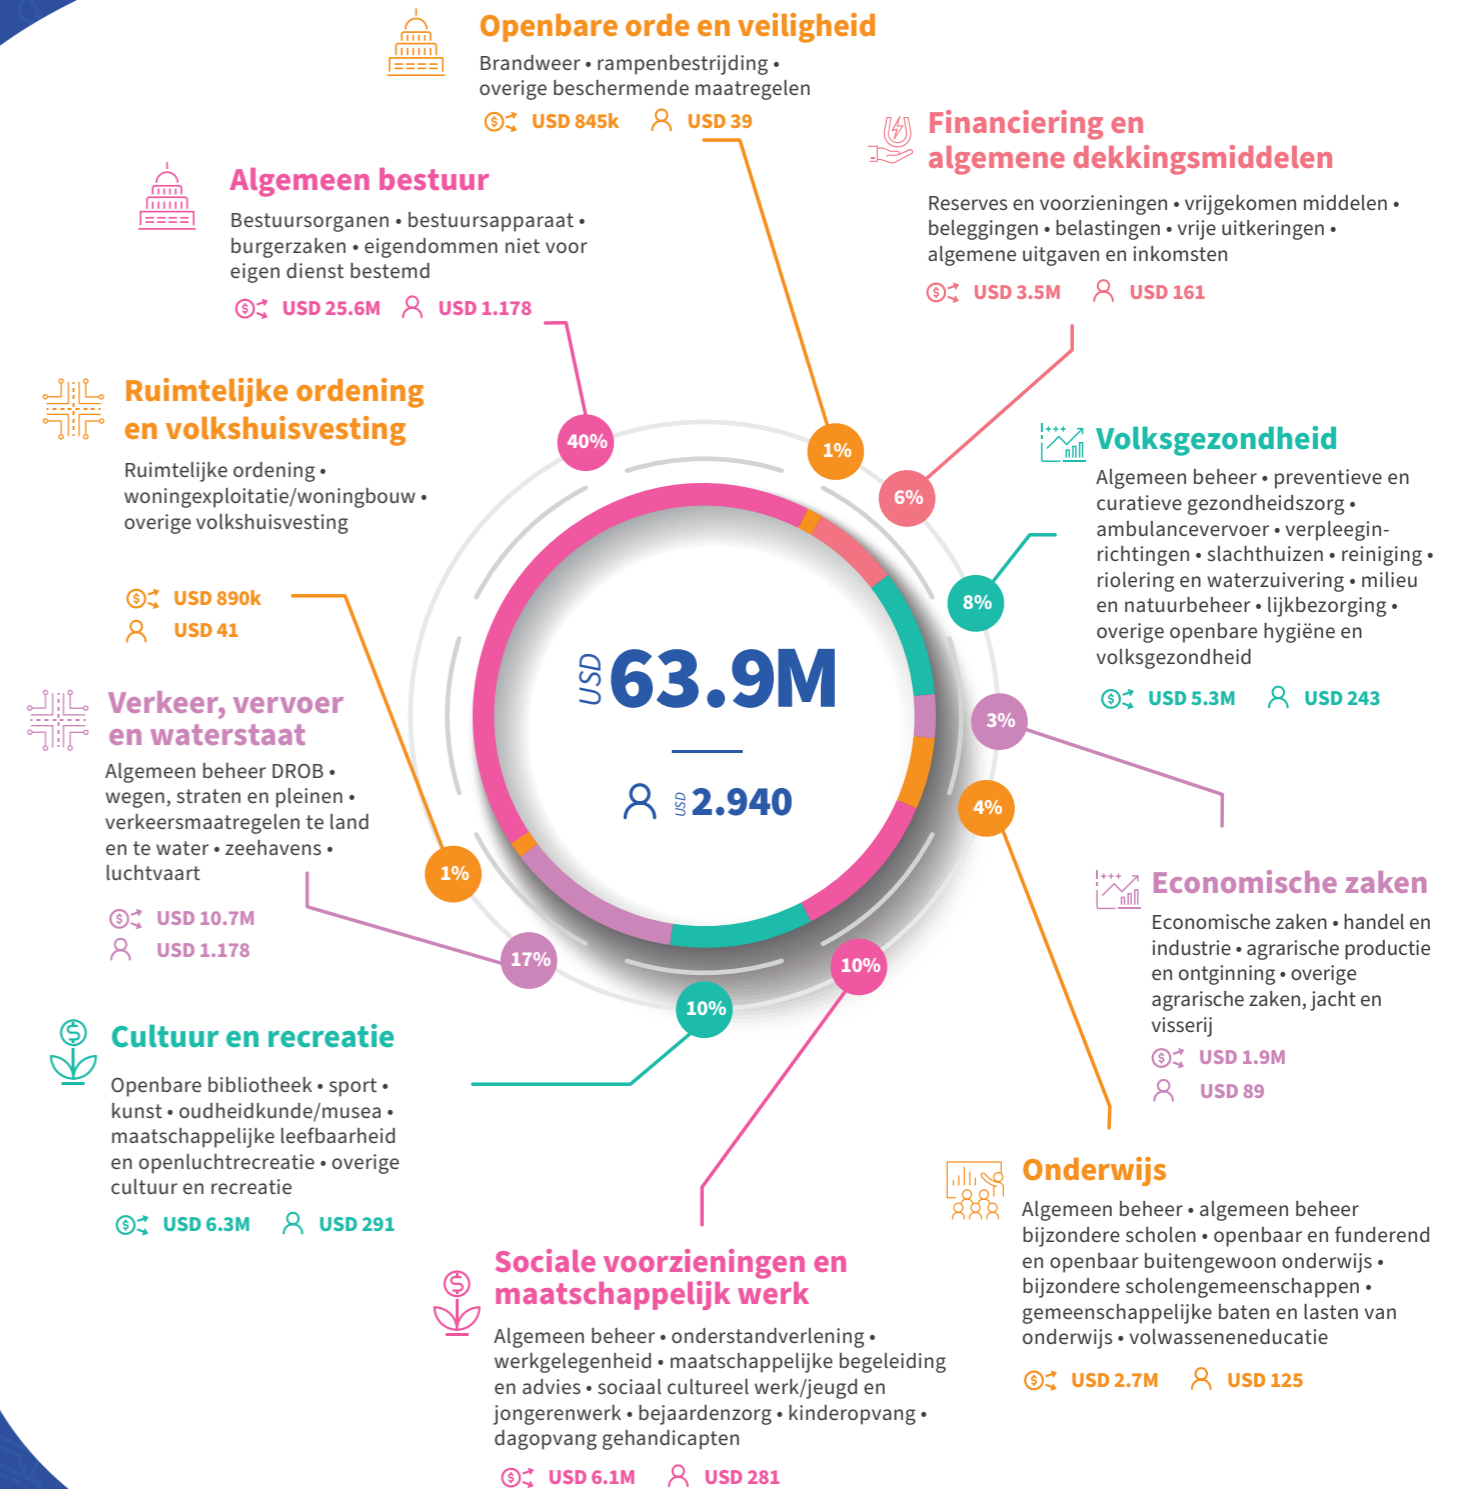 Openbare orde en veiligheid
Brandweer • rampenbestrijding •
overige beschermende maatregelen
USD 845k USD 39
Financiering en
algemene dekkingsmiddelen
Reserves en voorzieningen • vrijgekomen middelen •
beleggingen • belastingen • vrije uitkeringen •
algemene uitgaven en inkomsten
USD 3.5M USD 161
Algemeen bestuur
Bestuursorganen • bestuursapparaat •
burgerzaken • eigendommen niet voor
eigen dienst bestemd
USD 25.6M USD 1.178
Ruimtelijke ordening
en volkshuisvesting
Ruimtelijke ordening •
woningexploitatie/woningbouw •
overige volkshuisvesting
USD 890k
USD 41
40%
1%
6%
8%
3%
4%
10%
10%
17%
1%
USD 63.9M
USD 2.940
Volksgezondheid
Algemeen beheer • preventieve en
curatieve gezondheidszorg •
ambulancevervoer • verpleegin-
richtingen • slachthuizen • reiniging •
riolering en waterzuivering • milieu
en natuurbeheer • lijkbezorging •
overige openbare hygiëne en
volksgezondheid
USD 5.3M USD 243
Verkeer, vervoer
en waterstaat
Algemeen beheer DROB •
wegen, straten en pleinen •
verkeersmaatregelen te land
en te water • zeehavens •
luchtvaart
USD 10.7M
USD 1.178
Economische zaken
Economische zaken • handel en
industrie • agrarische productie
en ontginning • overige
agrarische zaken, jacht en
visserij
USD 1.9M
USD 89
Cultuur en recreatie
Openbare bibliotheek • sport •
kunst • oudheidkunde/musea •
maatschappelijke leefbaarheid
en openluchtrecreatie • overige
cultuur en recreatie
USD 6.3M USD 291
Onderwijs
Algemeen beheer • algemeen beheer
bijzondere scholen • openbaar en funderend
en openbaar buitengewoon onderwijs •
bijzondere scholengemeenschappen •
gemeenschappelijke baten en lasten van
onderwijs • volwasseneneducatie
USD 2.7M USD 125
Sociale voorzieningen en
maatschappelijk werk
Algemeen beheer • onderstandverlening •
werkgelegenheid • maatschappelijke begeleiding
en advies • sociaal cultureel werk/jeugd en
jongerenwerk • bejaardenzorg • kinderopvang •
dagopvang gehandicapten
USD 6.1M USD 281